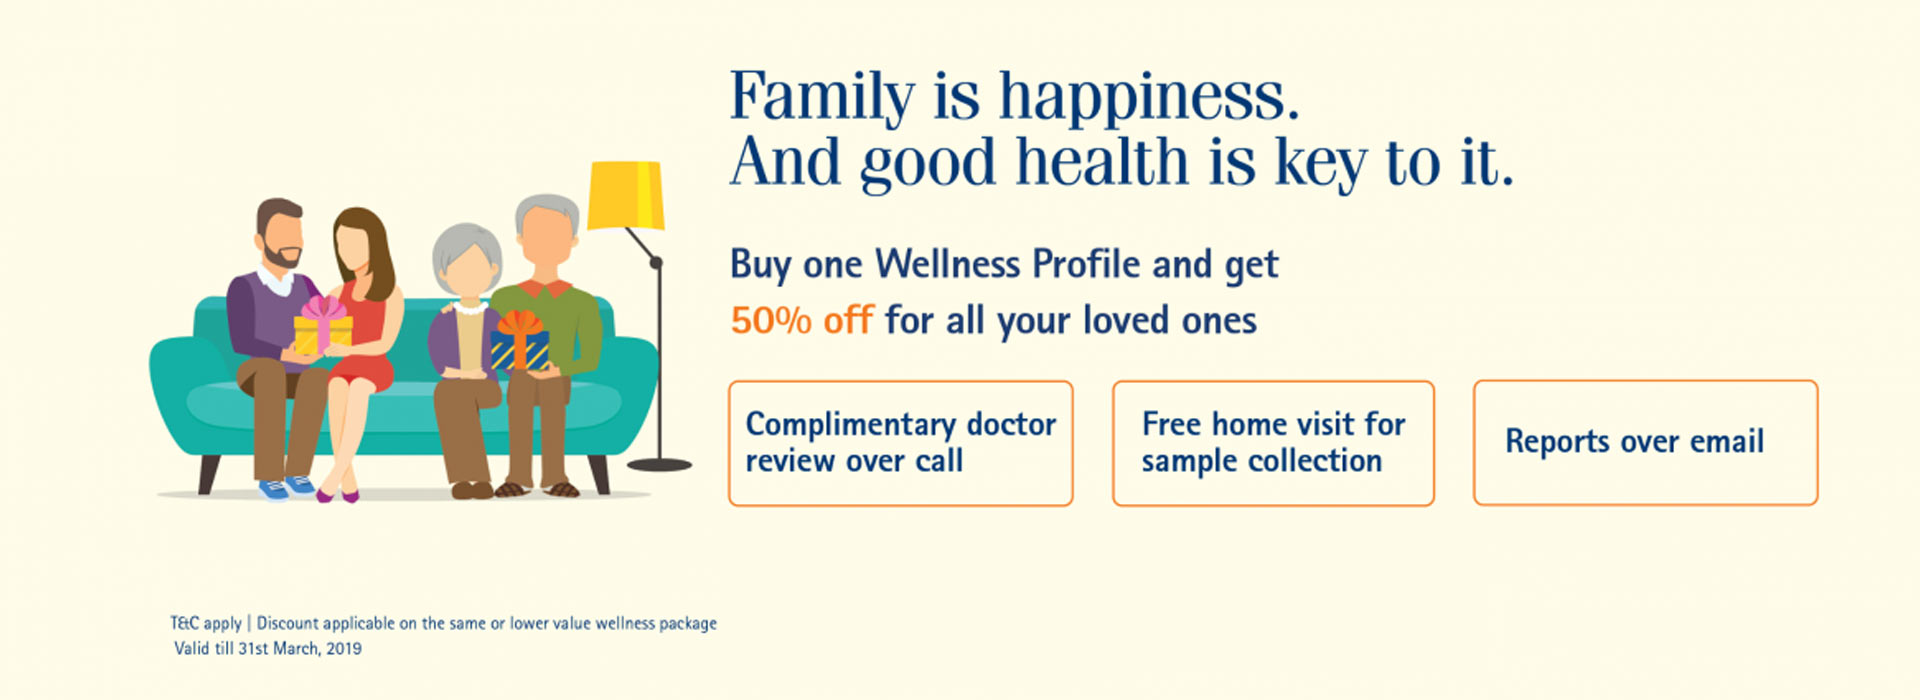 Family is happiness.
And good health is key to it.
Buy one Wellness Profile and get
50% off for all your loved ones
Complimentary doctor
review over call
Free home visit for
sample collection
Reports over email
T&C apply | Discount applicable on the same or lower value wellness package
Valid till 31st March, 2019